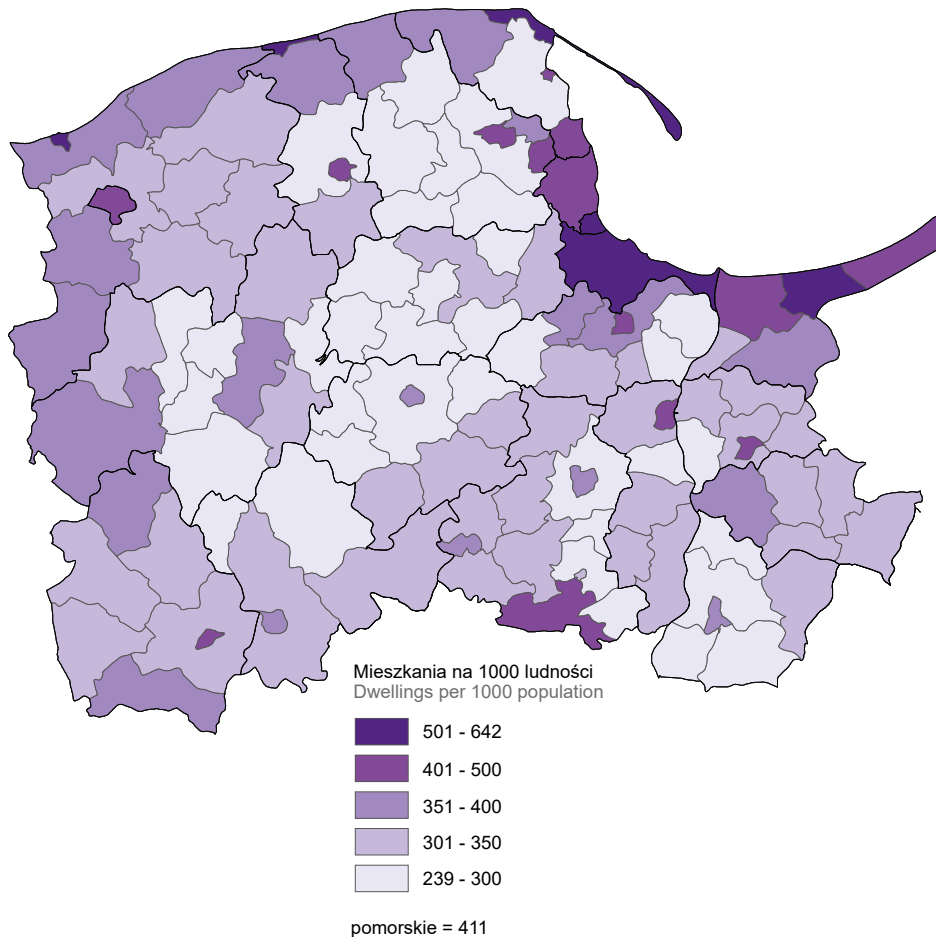 Mieszkania na 1000 ludności
Dwellings per 1000 population
501 - 642
401 - 500
351 - 400
301 - 350
239 - 300
pomorskie = 411